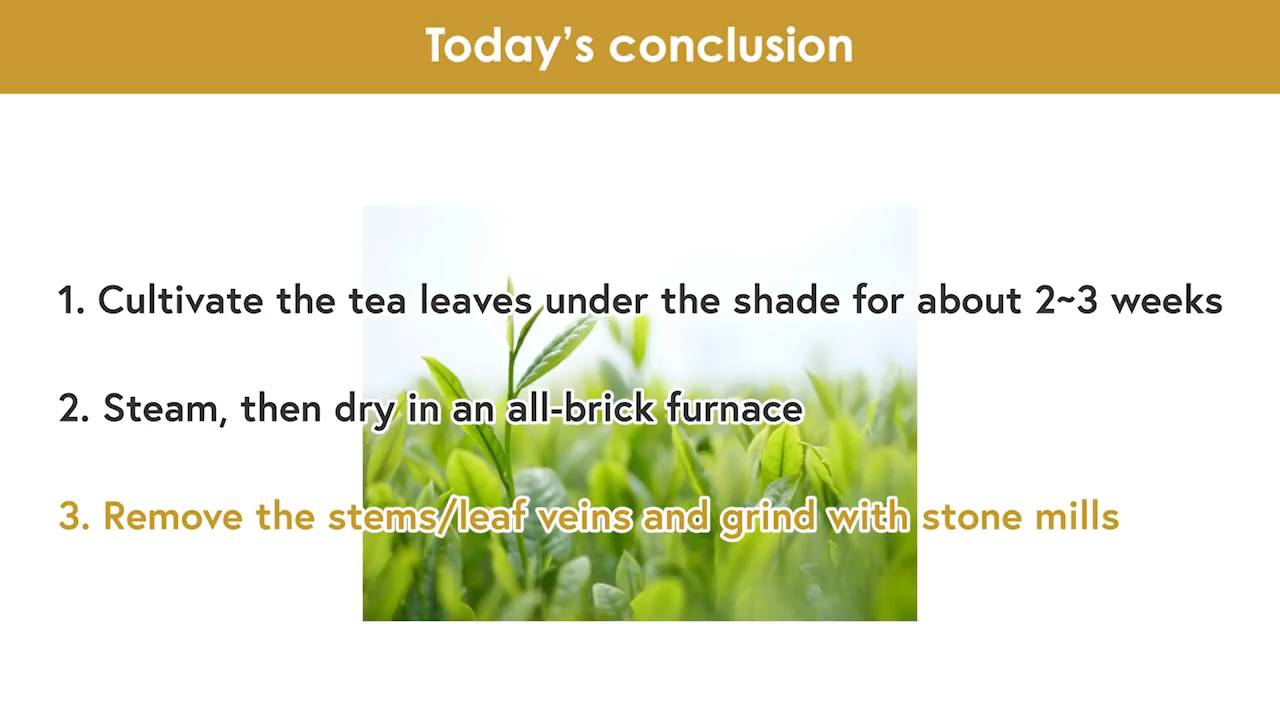 Today’s conclusion
1. Cultivate the tea leaves under the shade for about 2~3 weeks
2. Steam, then dry in an all-brick furnace
3. Remove the stems/leaf veins and grind with stone mills